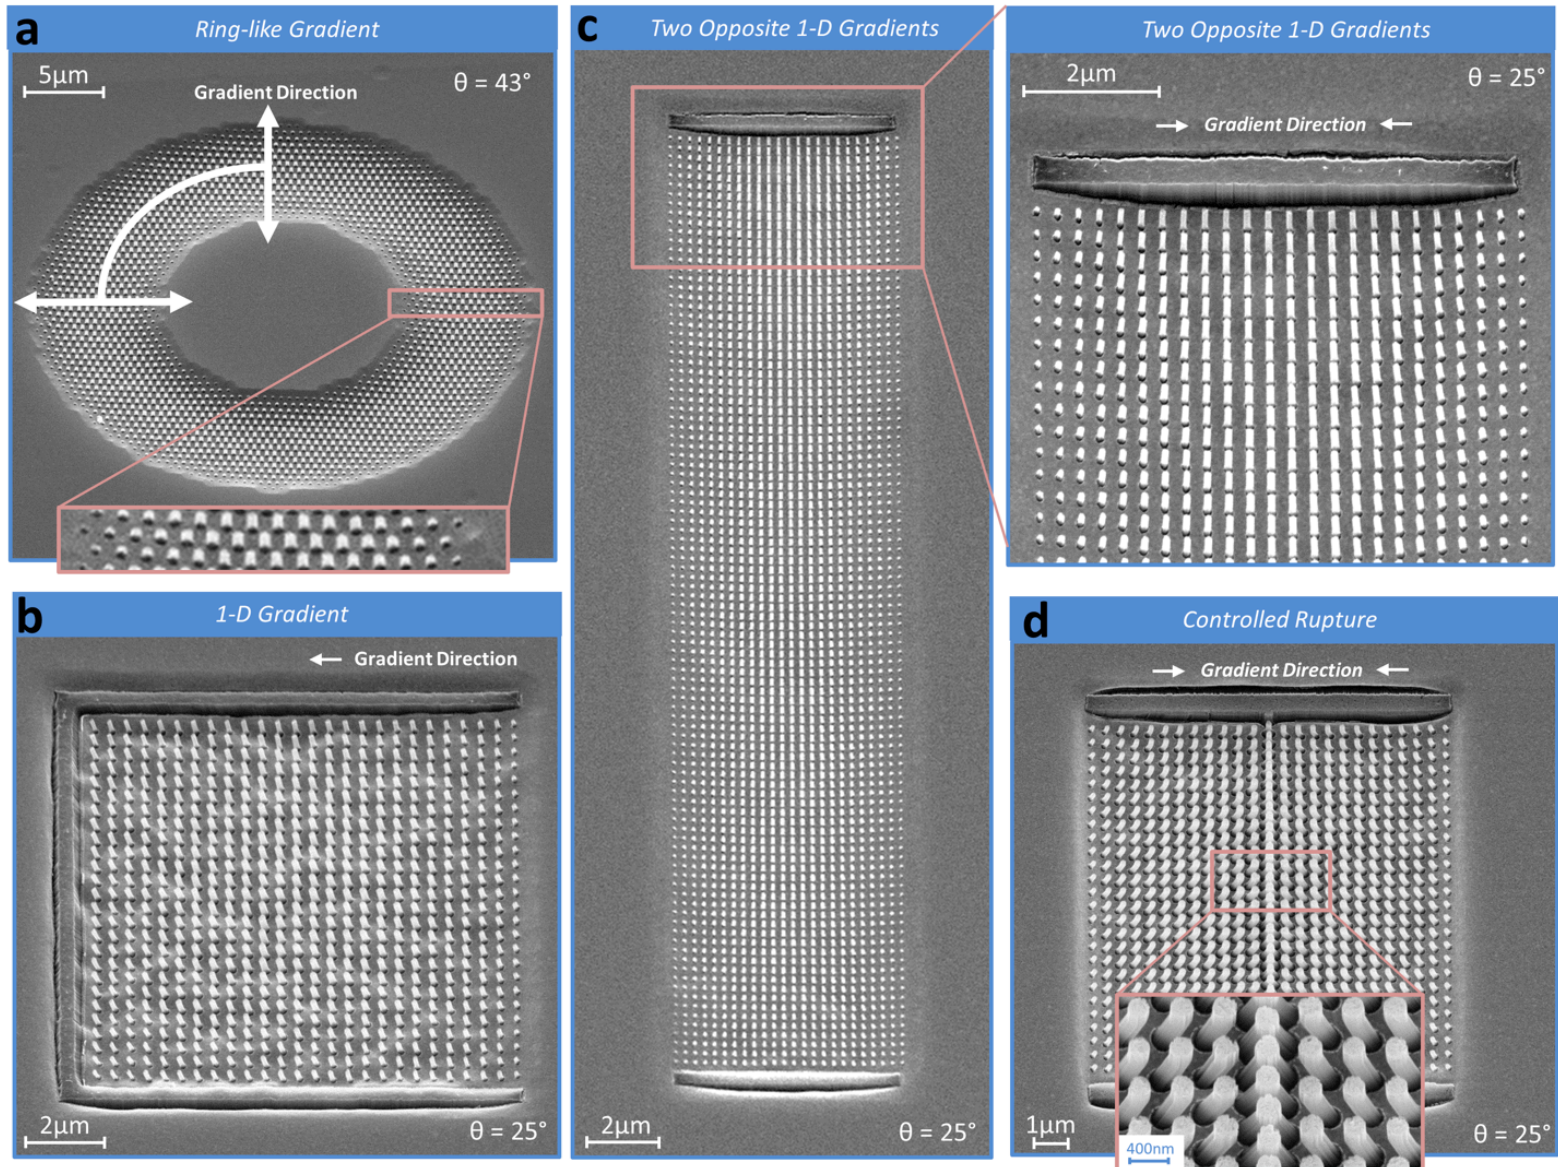 a
Ring-like Gradient
5μm
θ = 43°
Gradient Direction
b
1-D Gradient
Gradient Direction
2μm
θ = 25°
c
Two Opposite 1-D Gradients
2μm
θ = 25°
Two Opposite 1-D Gradients
2μm
θ = 25°
Gradient Direction
d
Controlled Rupture
Gradient Direction
1μm
400nm
θ = 25°